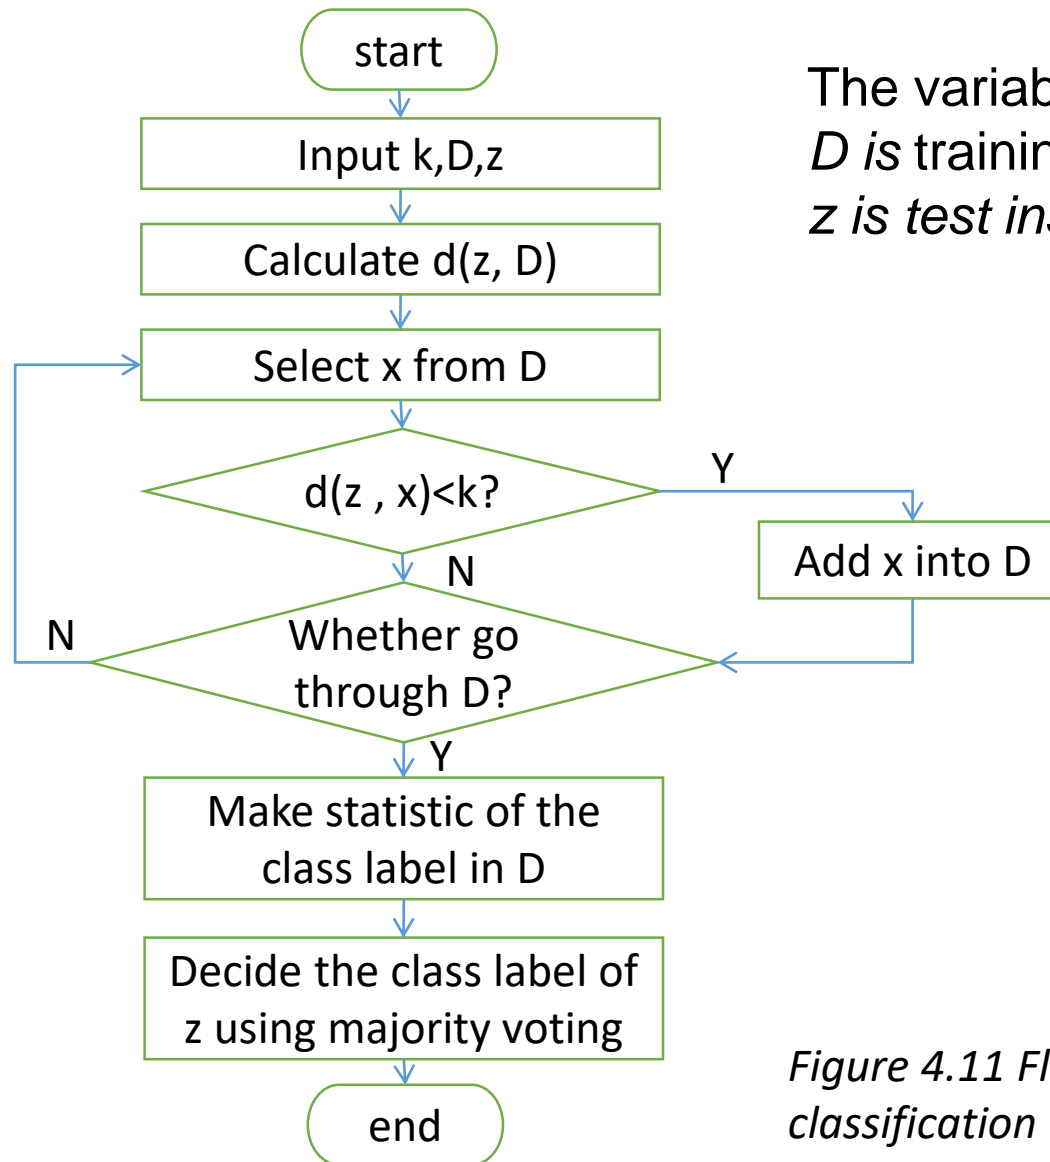 start
The variab
Input k,D,z
D is trainin
z is test ins
Calculate d(z, D)
Select x from D
d(z , x)<k?
Y
Add x into D
N
Whether go
through D?
N
Y
Make statistic of the
class label in D
Decide the class label of
z using majority voting
end
Figure 4.11 Fl
classification